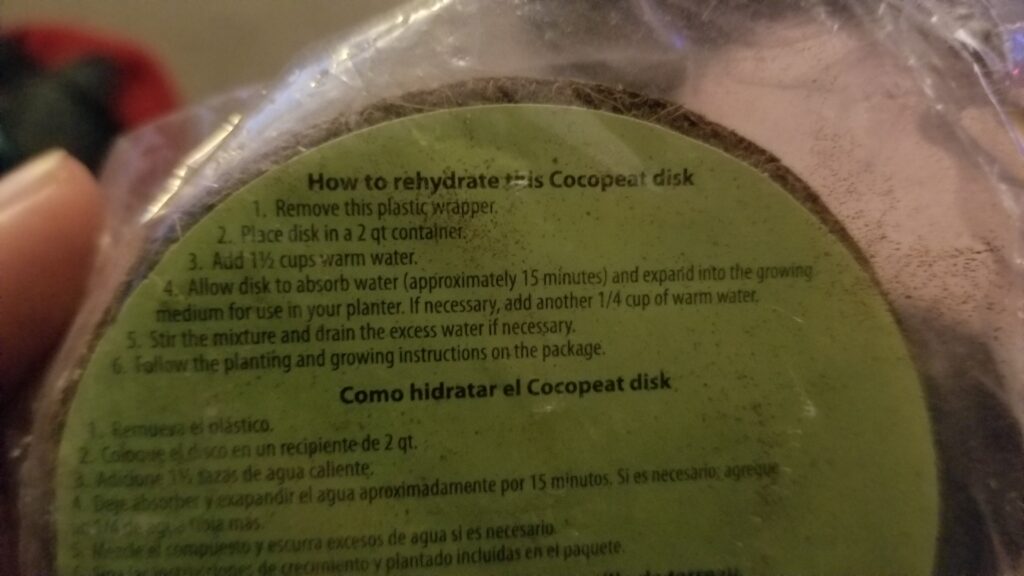 How to rehydrate this Cocopeat disk
1. Remove this plastic wrapper.
2. Place disk in a 2 qt container.
3. Add 1½ cups warm water.
4. Allow disk to absorb water (approximately 15 minutes) and expand into the growing
medium for use in your planter. If necessary, add another 1/4 cup of warm water.
5. Stir the mixture and drain the excess water if necessary.
6. Follow the planting and growing instructions on the package.
Como hidratar el Cocopeat disk
1. Remueva el plástico.
2. Coloque el disco en un recipiente de 2 qt.
3. Adicione 1½ tazas de agua caliente.
4. Deje absorber y exapandir el agua aproximadamente por 15 minutos. Si es necesario, agregue
1/4 de agua tibia mas.
5. Mezcle el compuesto y escurra excesos de agua si es necesario.
6. Siga las instrucciones de crecimiento y plantado incluidas en el paquete.